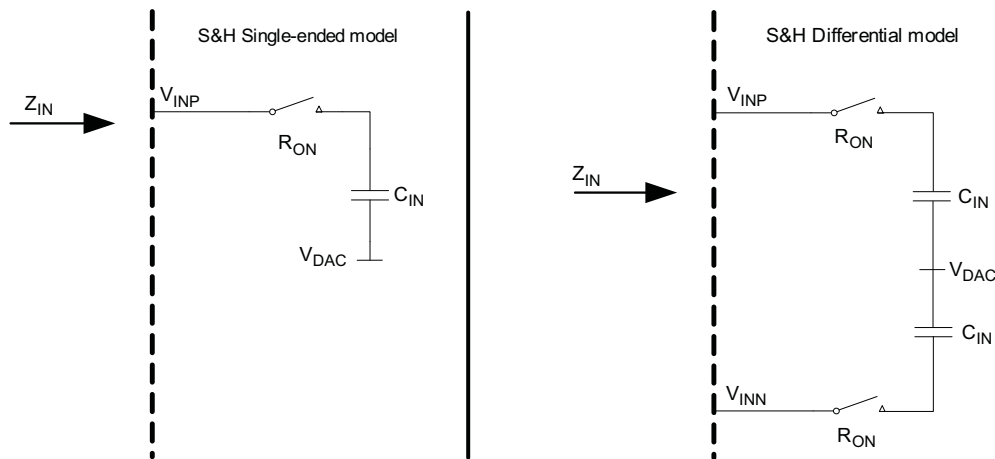 S&H Single-ended model
Z_IN
V_INP
R_ON
C_IN
V_DAC
S&H Differential model
V_INP
R_ON
Z_IN
C_IN
V_DAC
C_IN
V_INN
R_ON